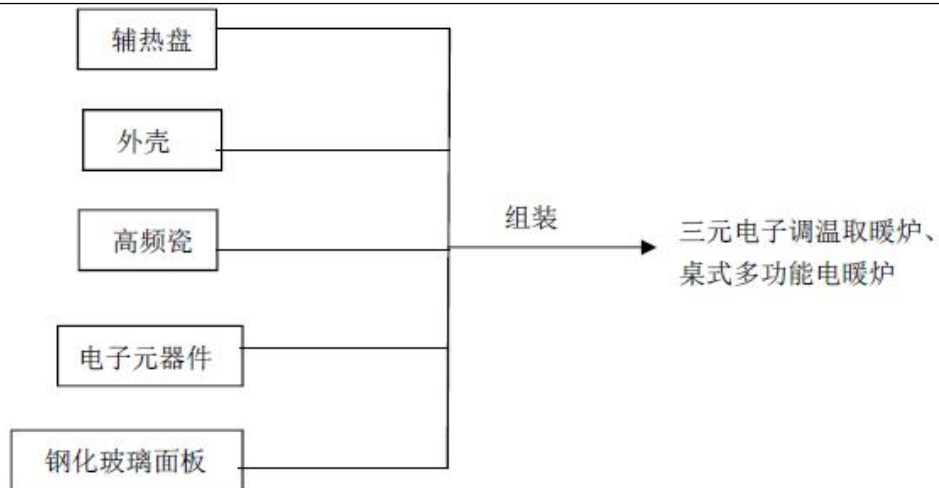 辅热盘
外壳
高频瓷
电子元器件
钢化玻璃面板
组装
三元电子调温取暖炉、
桌式多功能电暖炉